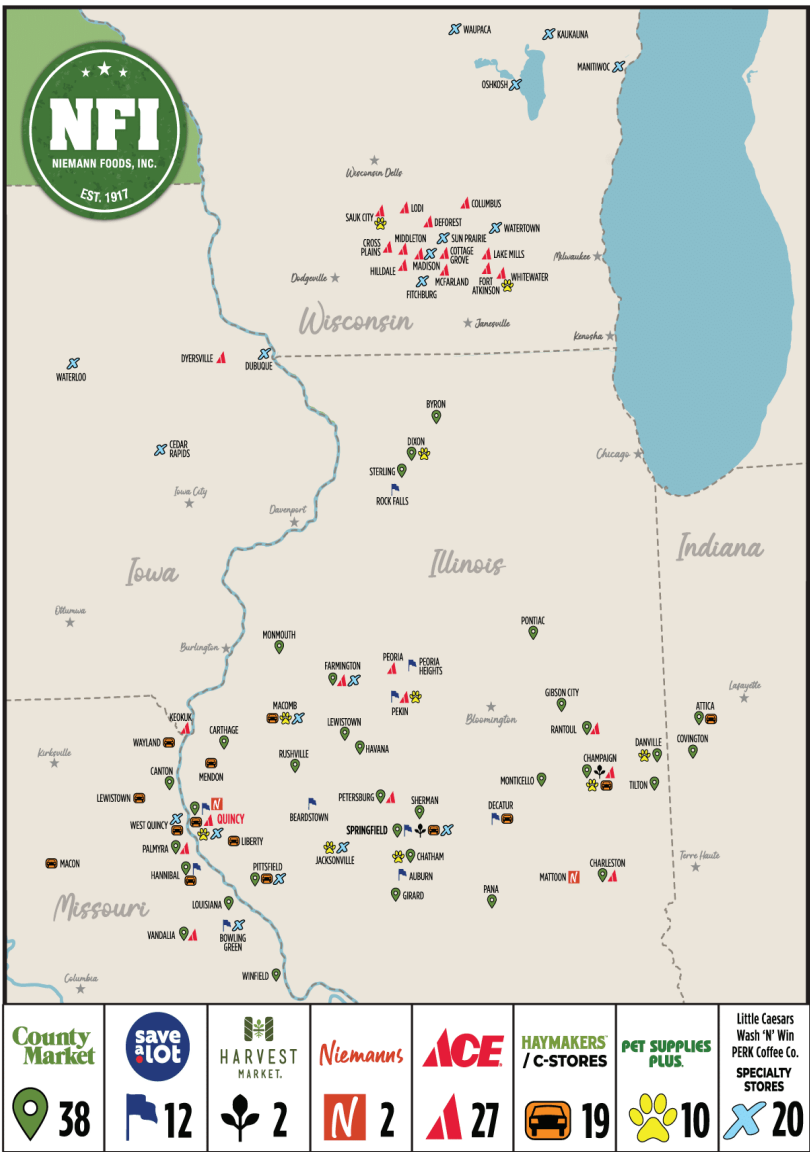 WAUPACA
KAUKAUNA
MANITIWOC
OSHKOSH
NFI
NIEMANN FOODS, INC.
EST. 1917
Wisconsin Dells
SAUK CITY
LODI
COLUMBUS
DEFOREST
WATERTOWN
CROSS
PLAINS
MIDDLETON
SUN PRAIRIE
COTTAGE
GROVE
LAKE MILLS
MADISON
HILLDALE
MCFARLAND
FORT
ATKINSON
WHITEWATER
FITCHBURG
Milwaukee
Dodgeville
Wisconsin
Janesville
Kenosha
WATERLOO
DYERSVILLE
DUBUQUE
BYRON
DIXON
STERLING
ROCK FALLS
CEDAR
RAPIDS
Chicago
Iowa City
Davenport
Iowa
Illinois
Indiana
Ottumwa
Burlington
MONMOUTH
PONTIAC
PEORIA
PEORIA
HEIGHTS
FARMINGTON
PEKIN
GIBSON CITY
Lafayette
Bloomington
MACOMB
KEOKUK
CARTHAGE
LEWISTOWN
HAVANA
RANTOUL
ATTICA
WAYLAND
Kirksville
MENDON
RUSHVILLE
DANVILLE
COVINGTON
CHAMPAIGN
MONTICELLO
TILTON
CANTON
LEWISTOWN
BEARDSTOWN
PETERSBURG
SHERMAN
DECATUR
WEST QUINCY
QUINCY
SPRINGFIELD
LIBERTY
PALMYRA
JACKSONVILLE
CHATHAM
MACON
HANNIBAL
PITTSFIELD
AUBURN
GIRARD
PANA
MATTOON
N
CHARLESTON
Terre Haute
Missouri
LOUISIANA
VANDALIA
BOWLING
GREEN
WINFIELD
Columbia
N
County
Market
38
save
a lot
12
HARVEST
MARKET.
2
Niemanns
N 2
ACE
27
HAYMAKERS™
/ C-STORES
19
PET SUPPLIES
PLUS.
10
Little Caesars
Wash ‘N’ Win
PERK Coffee Co.
SPECIALTY
STORES
20